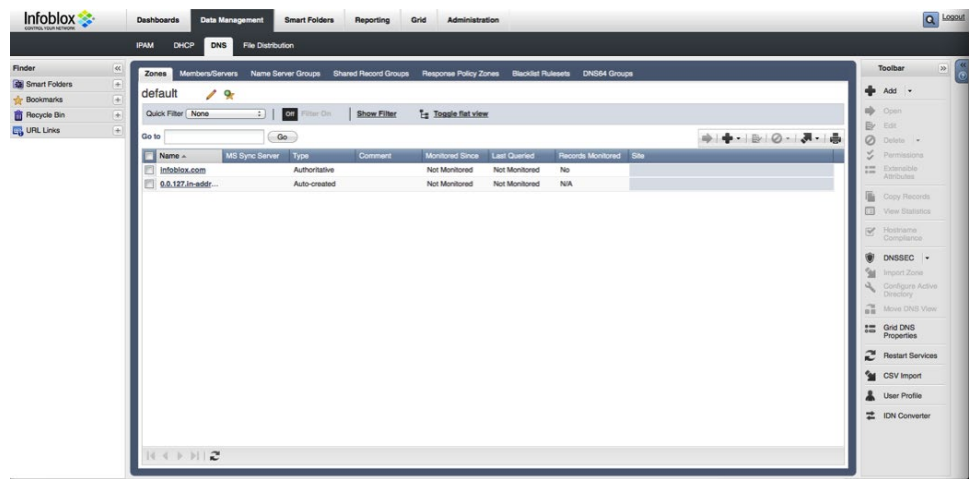 Infoblox
CONTROL YOUR NETWORK
Dashboards Data Management Smart Folders Reporting Grid Administration
Logout
IPAM DHCP DNS File Distribution
Finder
Smart Folders
Bookmarks
Recycle Bin
URL Links
Zones Members/Servers Name Server Groups Shared Record Groups Response Policy Zones Blacklist Rulesets DNS64 Groups
default
Quick Filter None Off Filter On Show Filter Toggle flat view
Go to Go
Name MS Sync Server Type Comment Monitored Since Last Queried Records Monitored Site
infoblox.com Authoritative Not Monitored Not Monitored No
0.0.127.in-addr... Auto-created Not Monitored Not Monitored N/A
Toolbar
Add
Open
Edit
Delete
Permissions
Extensible
Attributes
Copy Records
View Statistics
Hostname
Compliance
DNSSEC
Import Zone
Configure Active
Directory
Move DNS View
Grid DNS
Properties
Restart Services
CSV Import
User Profile
IDN Converter